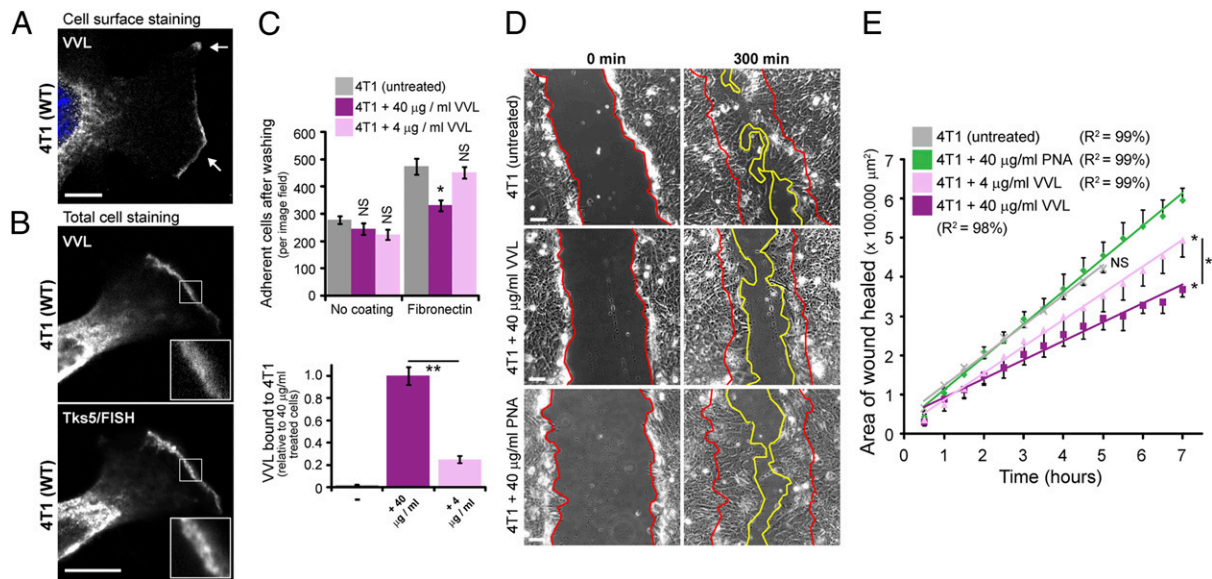 A
Cell surface staining
VVL
4T1 (WT)
B
Total cell staining
VVL
4T1 (WT)
Tks5/FISH
4T1 (WT)
C
4T1 (untreated)
4T1 + 40 μg / ml VVL
4T1 + 4 μg / ml VVL
Adherent cells after washing
(per image field)
600
500
400
300
200
100
0
NS
NS
*
NS
No coating
Fibronectin
VVL bound to 4T1
(relative to 40 μg/ml
treated cells)
1.0
0.8
0.6
0.4
0.2
0
**
-
+ 40
μg / ml
+ 4
μg / ml
D
0 min
300 min
4T1 (untreated)
4T1 + 40 μg/ml VVL
4T1 + 40 μg/ml PNA
E
4T1 (untreated) (R² = 99%)
4T1 + 40 μg/ml PNA (R² = 99%)
4T1 + 4 μg/ml VVL (R² = 99%)
4T1 + 40 μg/ml VVL
(R² = 98%)
Area of wound healed (x 100,000 μm²)
7
6
5
4
3
2
1
0
NS
*
*
*
0 1 2 3 4 5 6 7
Time (hours)